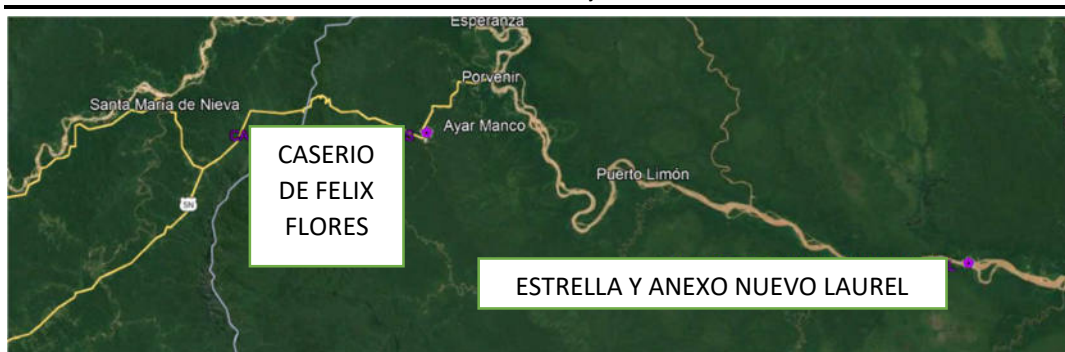 Esperanza
Porvenir
Santa María de Nieva
Ayar Manco
CASERIO
DE FELIX
FLORES
Puerto Limón
5N
ESTRELLA Y ANEXO NUEVO LAUREL